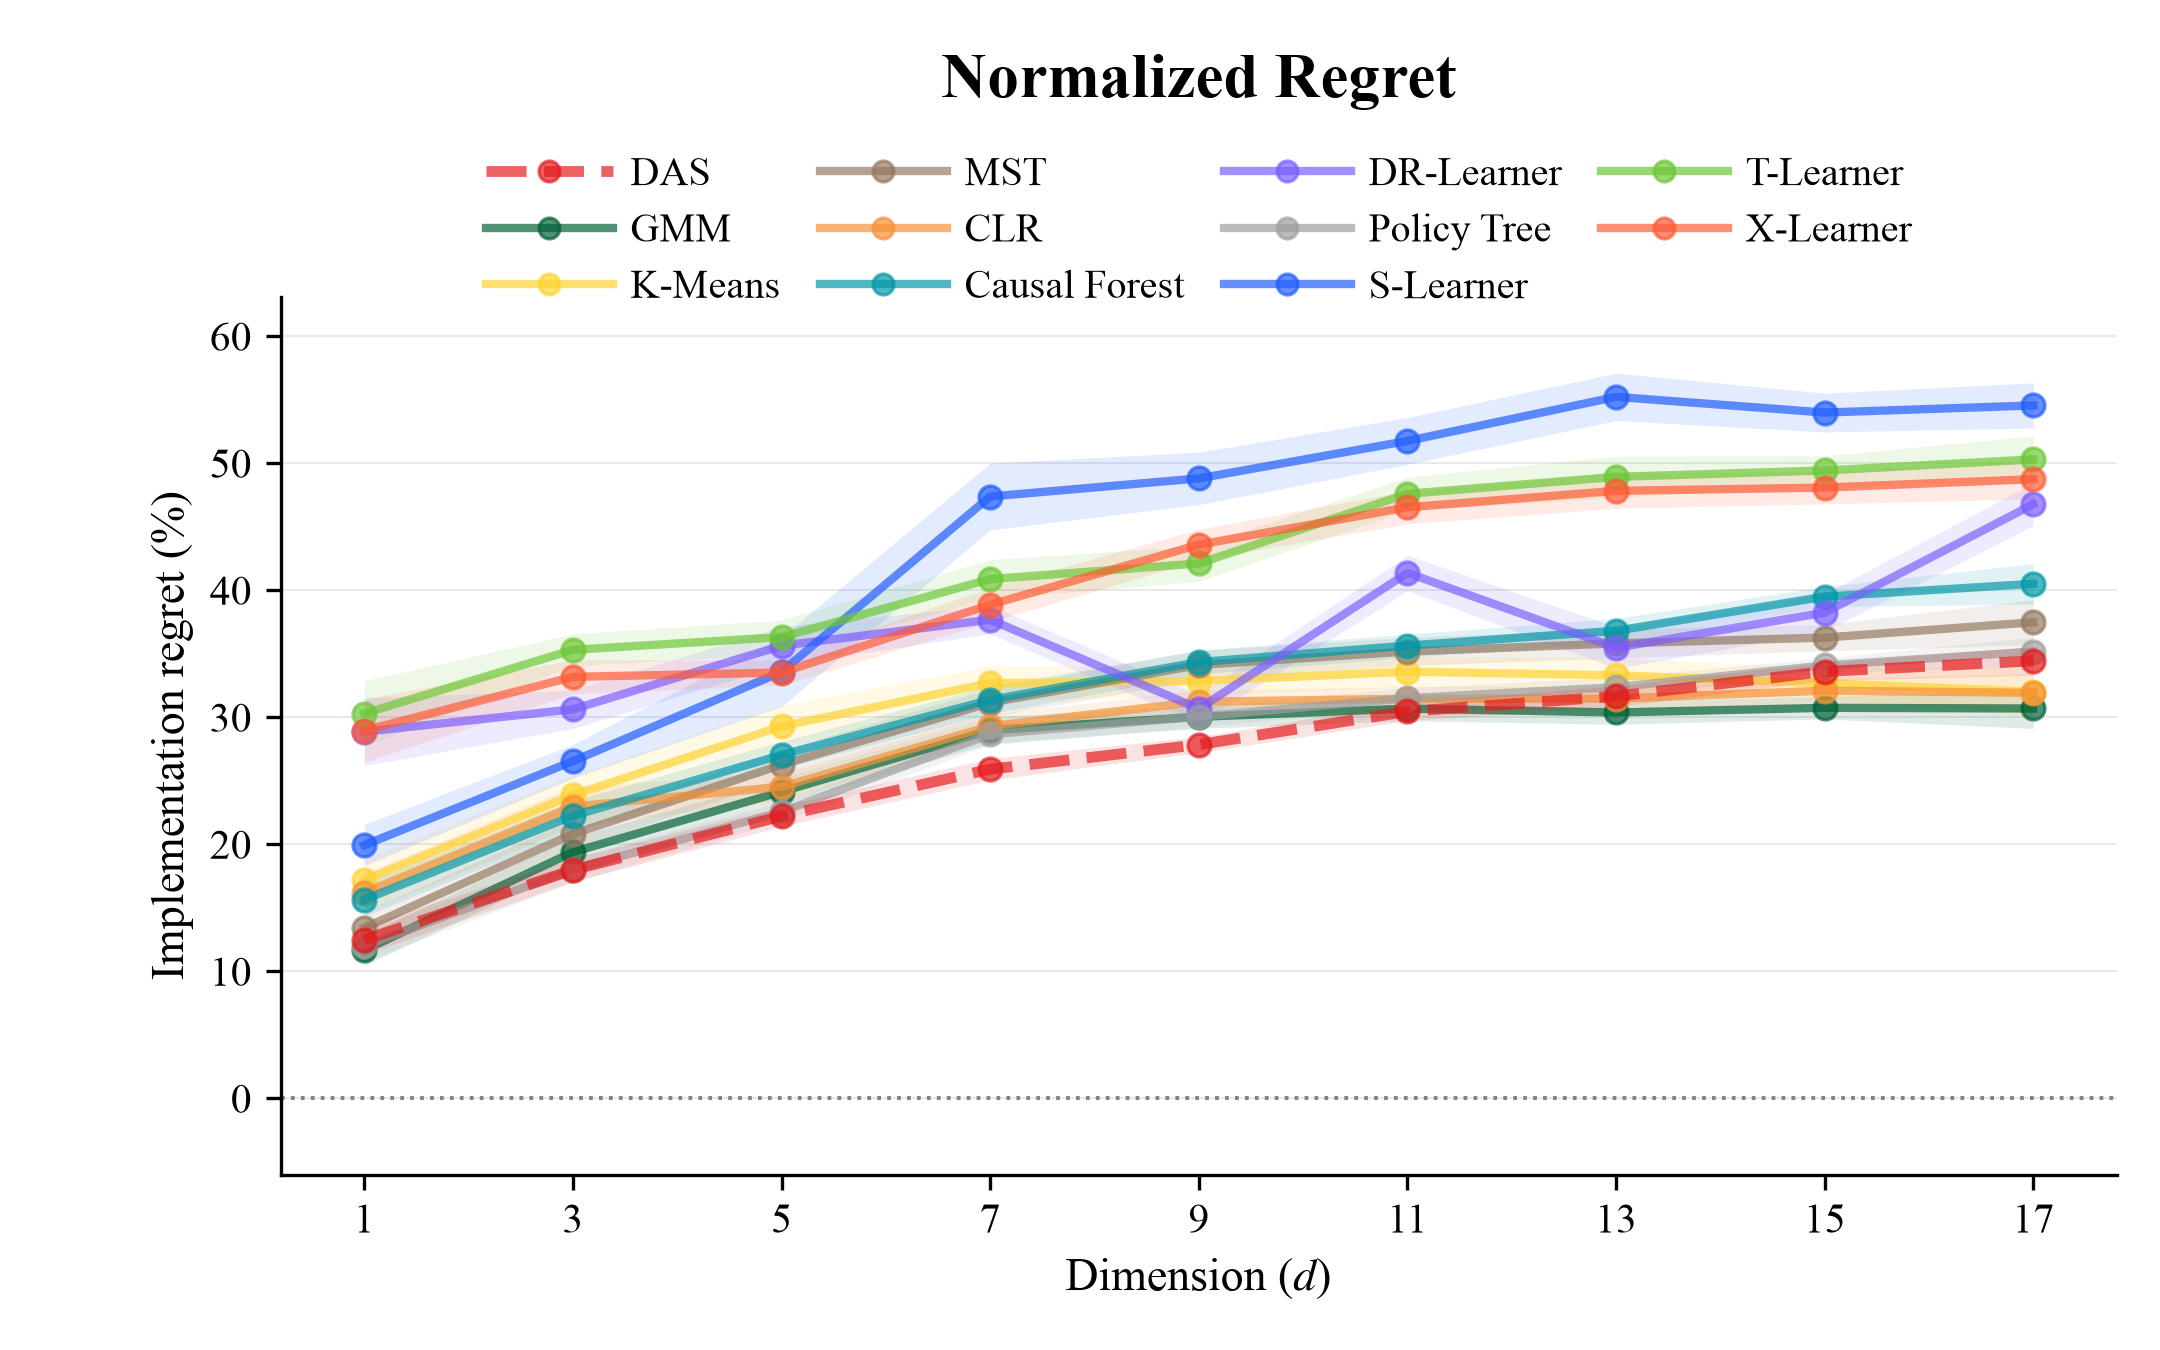 Normalized Regret
DAS
MST
DR-Learner
T-Learner
GMM
CLR
Policy Tree
X-Learner
K-Means
Causal Forest
S-Learner
60
50
40
30
20
10
0
Implementation regret (%)
1 3 5 7 9 11 13 15 17
Dimension (d)